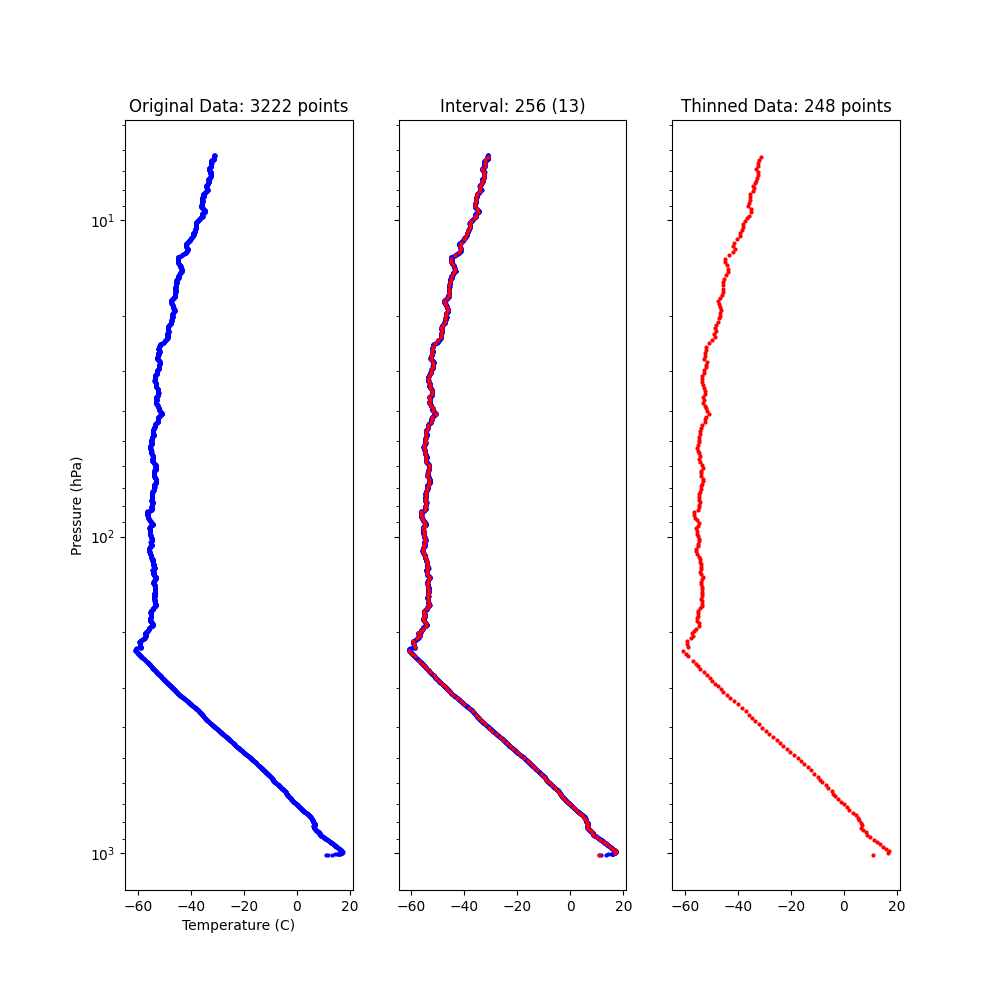 Original Data: 3222 points
Interval: 256 (13)
Thinned Data: 248 points
Pressure (hPa)
10¹
10²
10³
−60 −40 −20 0 20
−60 −40 −20 0 20
−60 −40 −20 0 20
Temperature (C)